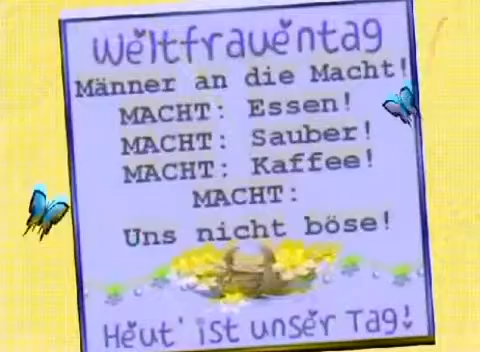 Weltfrauentag
Männer an die Macht!
MACHT: Essen!
MACHT: Sauber!
MACHT: Kaffee!
MACHT:
Uns nicht böse!
Heut' ist unser Tag!